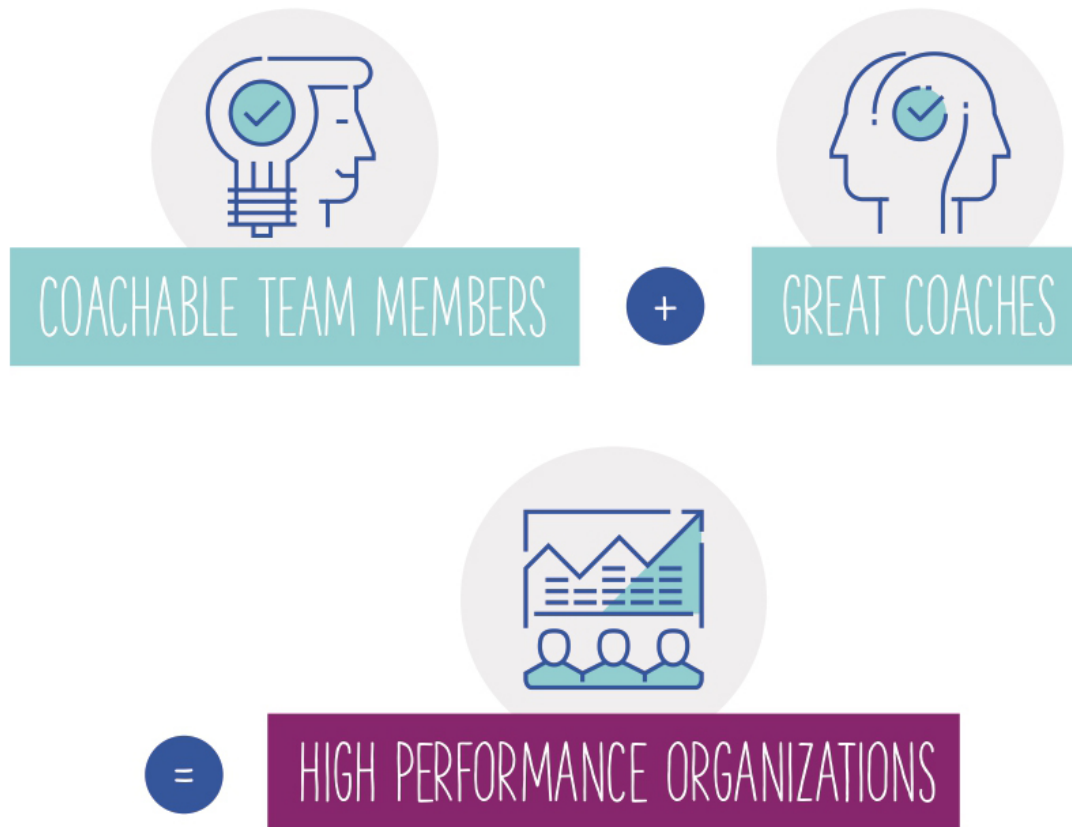 COACHABLE TEAM MEMBERS
+
GREAT COACHES
=
HIGH PERFORMANCE ORGANIZATIONS